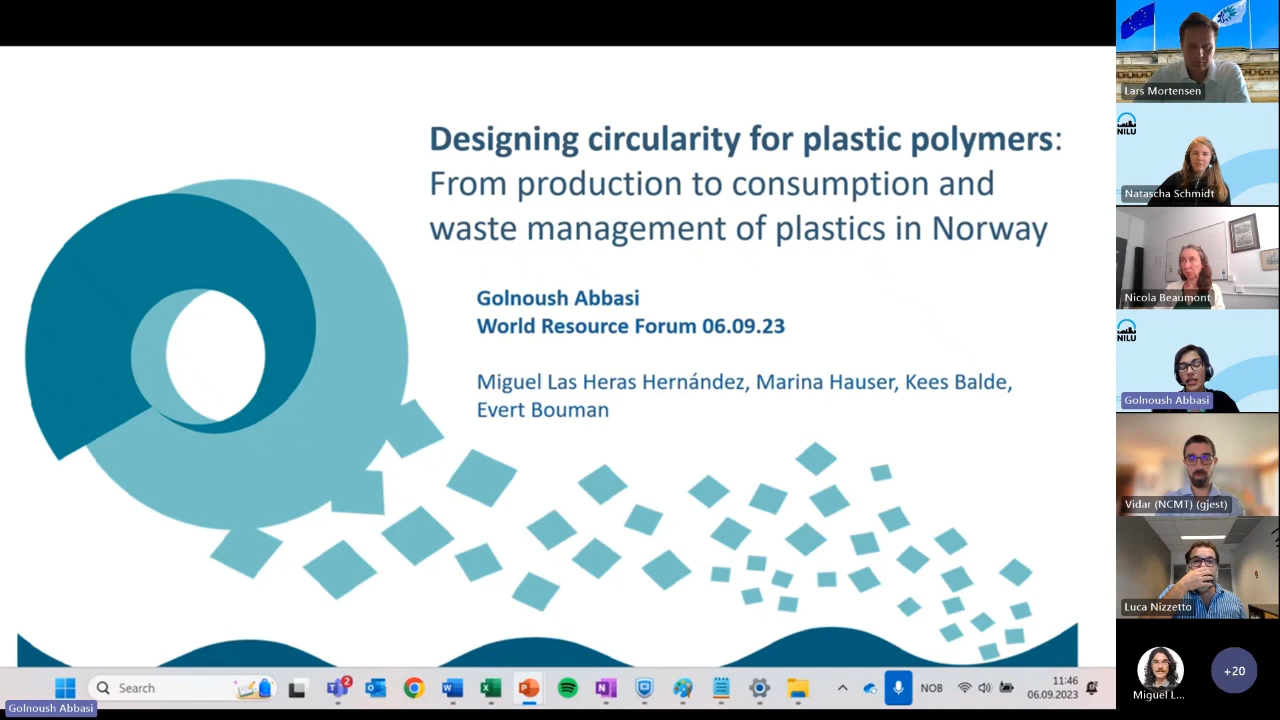 Designing circularity for plastic polymers:
From production to consumption and
waste management of plastics in Norway
Golnoush Abbasi
World Resource Forum 06.09.23
Miguel Las Heras Hernández, Marina Hauser, Kees Balde,
Evert Bouman
Lars Mortensen
NILU
Natascha Schmidt
Nicola Beaumont
NILU
Golnoush Abbasi
Vidar (NCMT) (gjest)
Luca Nizzetto
Miguel L...
+20
Search
2
NOB
11:46
06.09.2023
Golnoush Abbasi